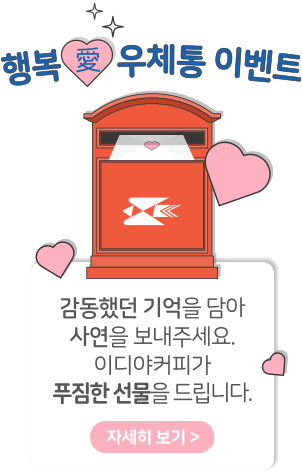 행복 愛 우체통 이벤트
감동했던 기억을 담아
사연을 보내주세요.
이디야커피가
푸짐한 선물을 드립니다.
자세히 보기 >